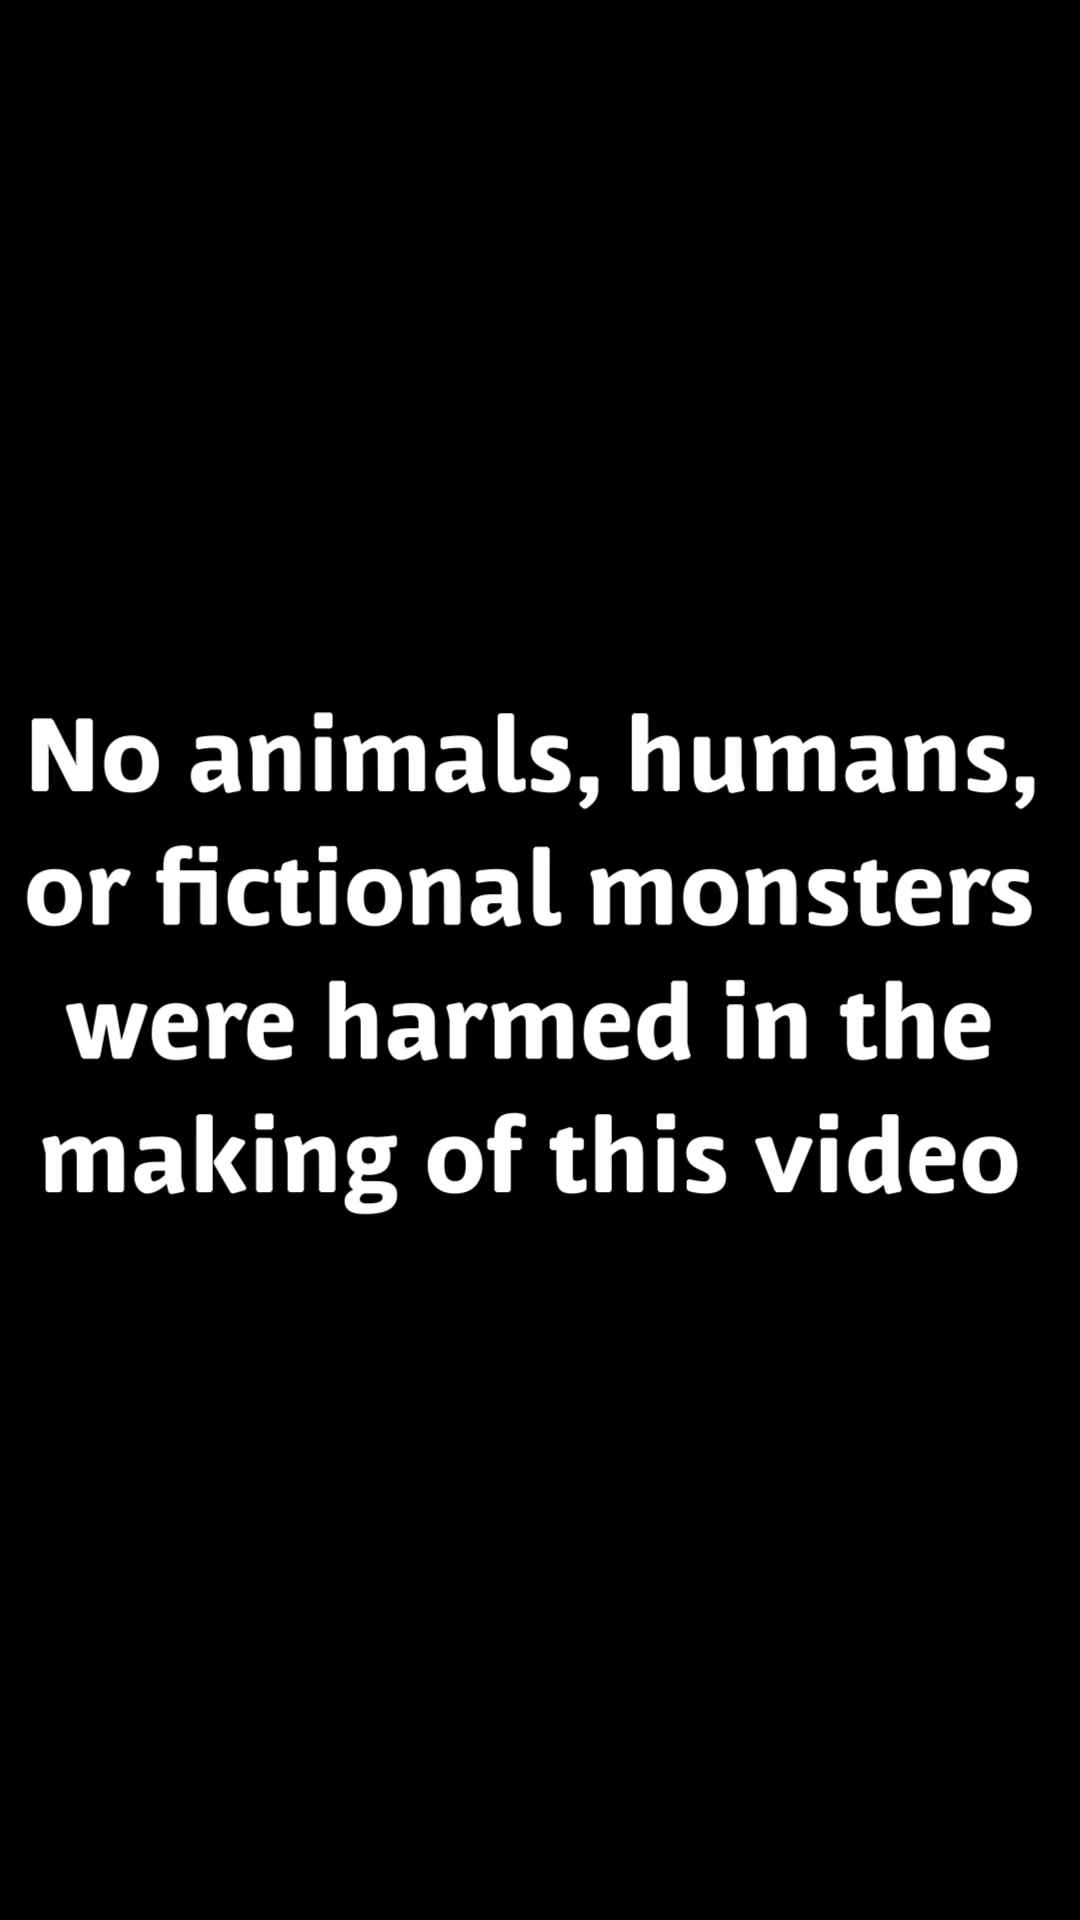 No animals, humans,
or fictional monsters
were harmed in the
making of this video